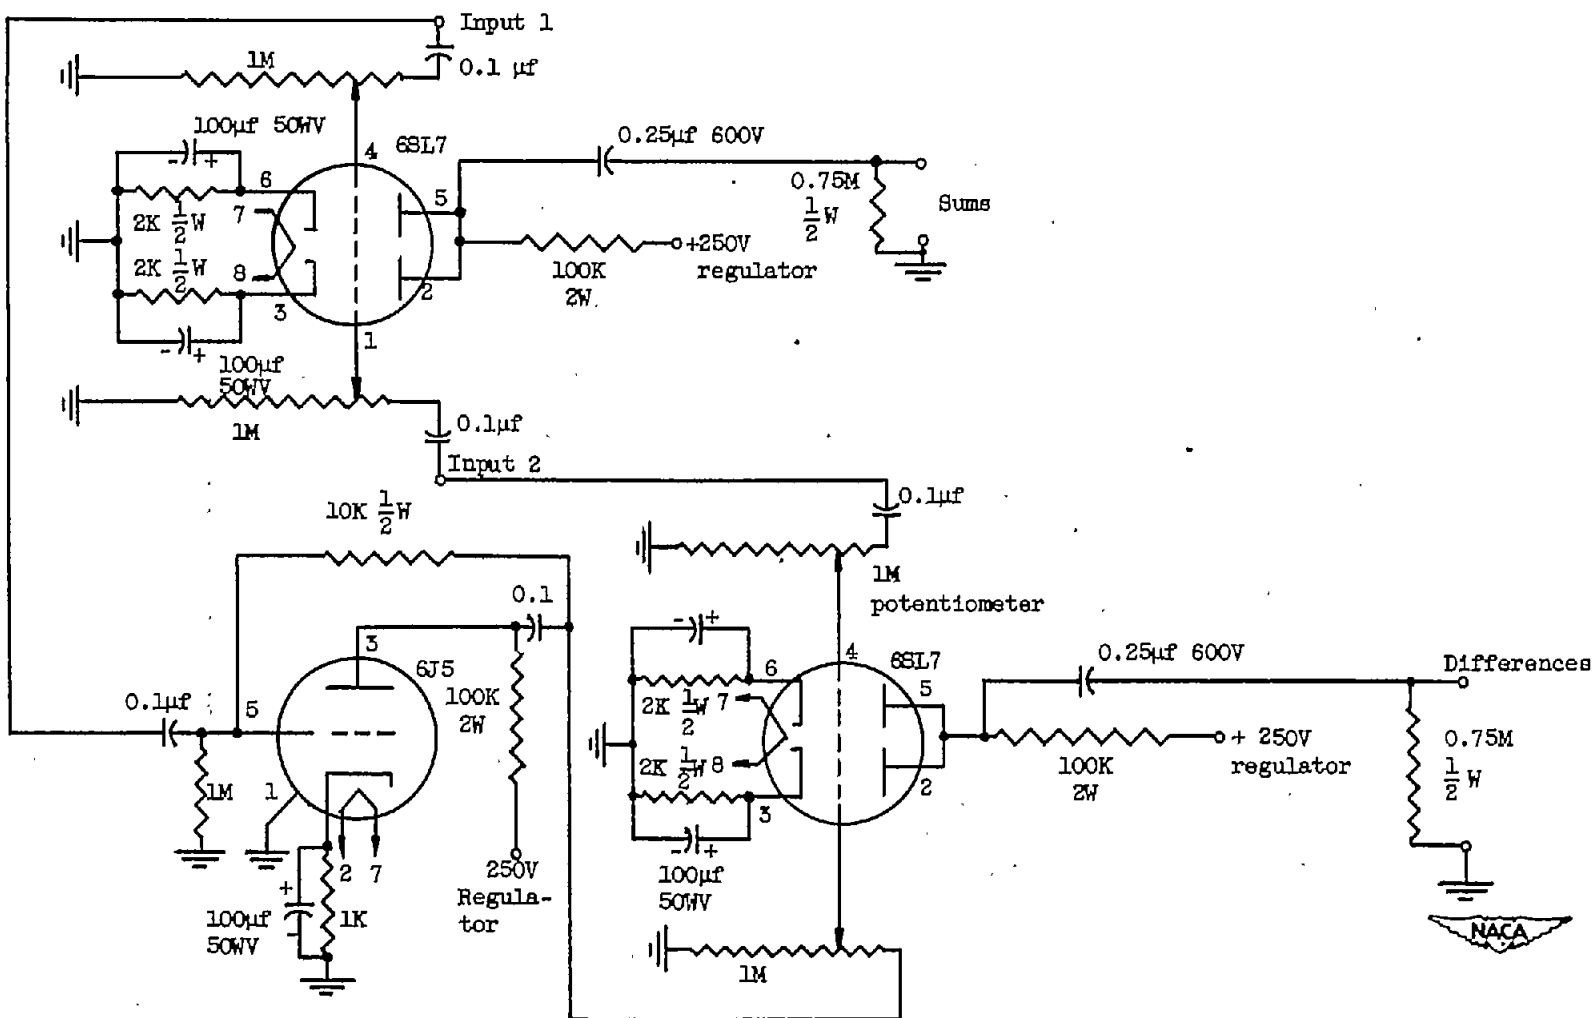 Input 1
1M
0.1 µf
100µf 50WV
6SL7
4
0.25µf 600V
6
5
0.75M
1/2 W
Sums
2K 1/2 W
7
+250V
regulator
2K 1/2 W
8
100K
2W
3
2
1
- +
- +
100µf
50WV
1M
0.1µf
Input 2
0.1µf
10K 1/2 W
1M
potentiometer
0.1
3
6J5
100K
2W
- +
6
4
6SL7
0.25µf 600V
Differences
0.1µf
5
2K 1/2 W 7
5
0.75M
1/2 W
+ 250V
regulator
100K
2W
2K 1/2 W 8
2
3
1M
1
2 7
250V
Regula-
tor
- +
100µf
50WV
+
-
100µf
50WV
1K
1M
NACA